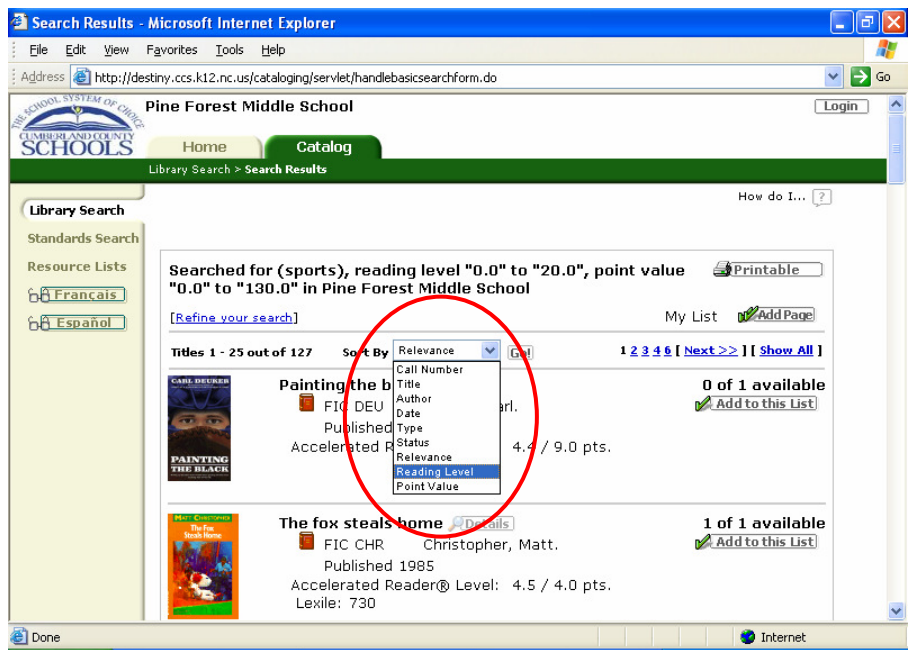 Search Results - Microsoft Internet Explorer
File Edit View Favorites Tools Help
Address http://destiny.ccs.k12.nc.us/cataloging/servlet/handlebasicsearchform.do Go
THE SCHOOL SYSTEM OF CHOICE
CUMBERLAND COUNTY
SCHOOLS
Pine Forest Middle School Login
Home Catalog
Library Search > Search Results
How do I... ?
Library Search
Standards Search
Resource Lists
Français
Español
Searched for (sports), reading level "0.0" to "20.0", point value Printable
"0.0" to "130.0" in Pine Forest Middle School
[Refine your search] My List Add Page
Titles 1 - 25 out of 127 Sort By Relevance Go! 1 2 3 4 6 [ Next >> ] [ Show All ]
Call Number
Title
Author
Date
Type
Status
Relevance
Reading Level
Point Value
CARL DEUKER
PAINTING
THE BLACK
Painting the b 0 of 1 available
FIC DEU arl. Add to this List
Published
Accelerated R 4.4 / 9.0 pts.
MATT CHRISTOPHER
The Fox
Steals Home
The fox steals home Details 1 of 1 available
FIC CHR Christopher, Matt. Add to this List
Published 1985
Accelerated Reader® Level: 4.5 / 4.0 pts.
Lexile: 730
Done Internet